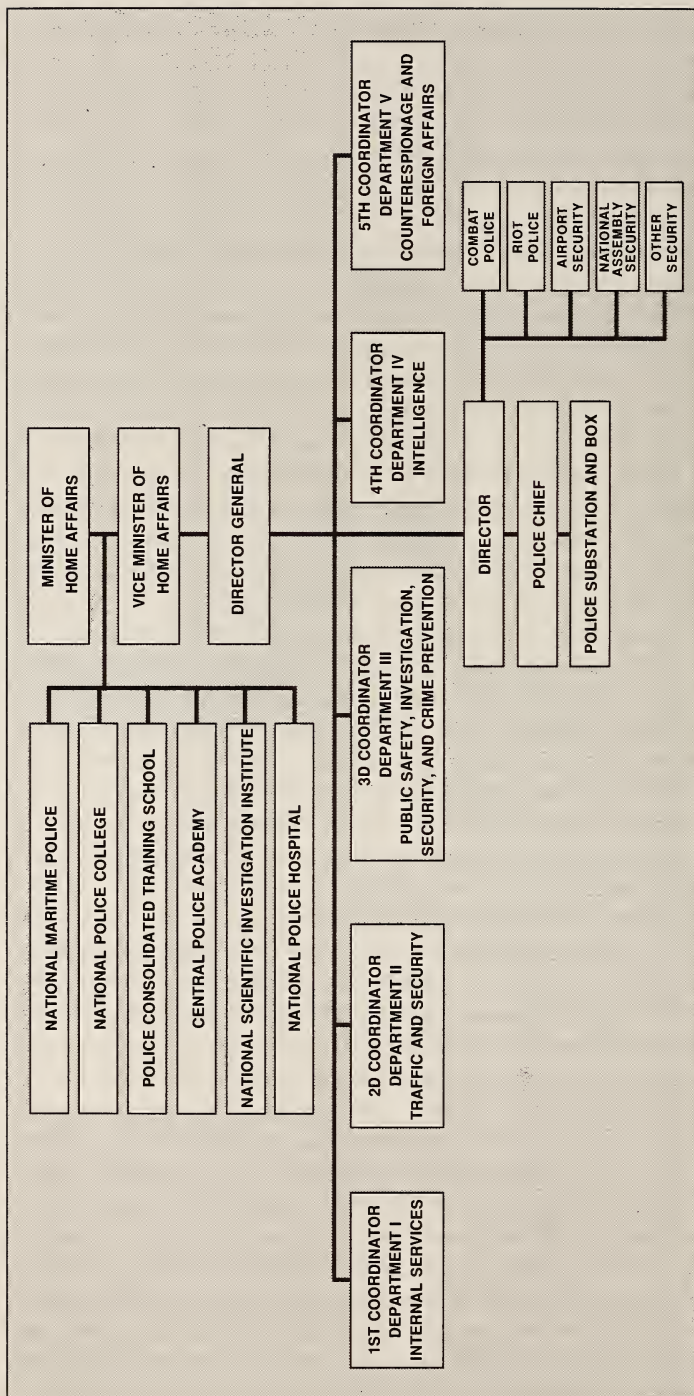 MINISTER OF
HOME AFFAIRS
VICE MINISTER OF
HOME AFFAIRS
DIRECTOR GENERAL
NATIONAL MARITIME POLICE
NATIONAL POLICE COLLEGE
POLICE CONSOLIDATED TRAINING SCHOOL
CENTRAL POLICE ACADEMY
NATIONAL SCIENTIFIC INVESTIGATION INSTITUTE
NATIONAL POLICE HOSPITAL
1ST COORDINATOR
DEPARTMENT I
INTERNAL SERVICES
2D COORDINATOR
DEPARTMENT II
TRAFFIC AND SECURITY
3D COORDINATOR
DEPARTMENT III
PUBLIC SAFETY, INVESTIGATION,
SECURITY, AND CRIME PREVENTION
4TH COORDINATOR
DEPARTMENT IV
INTELLIGENCE
5TH COORDINATOR
DEPARTMENT V
COUNTERESPIONAGE AND
FOREIGN AFFAIRS
DIRECTOR
POLICE CHIEF
POLICE SUBSTATION AND BOX
COMBAT
POLICE
RIOT
POLICE
AIRPORT
SECURITY
NATIONAL
ASSEMBLY
SECURITY
OTHER
SECURITY